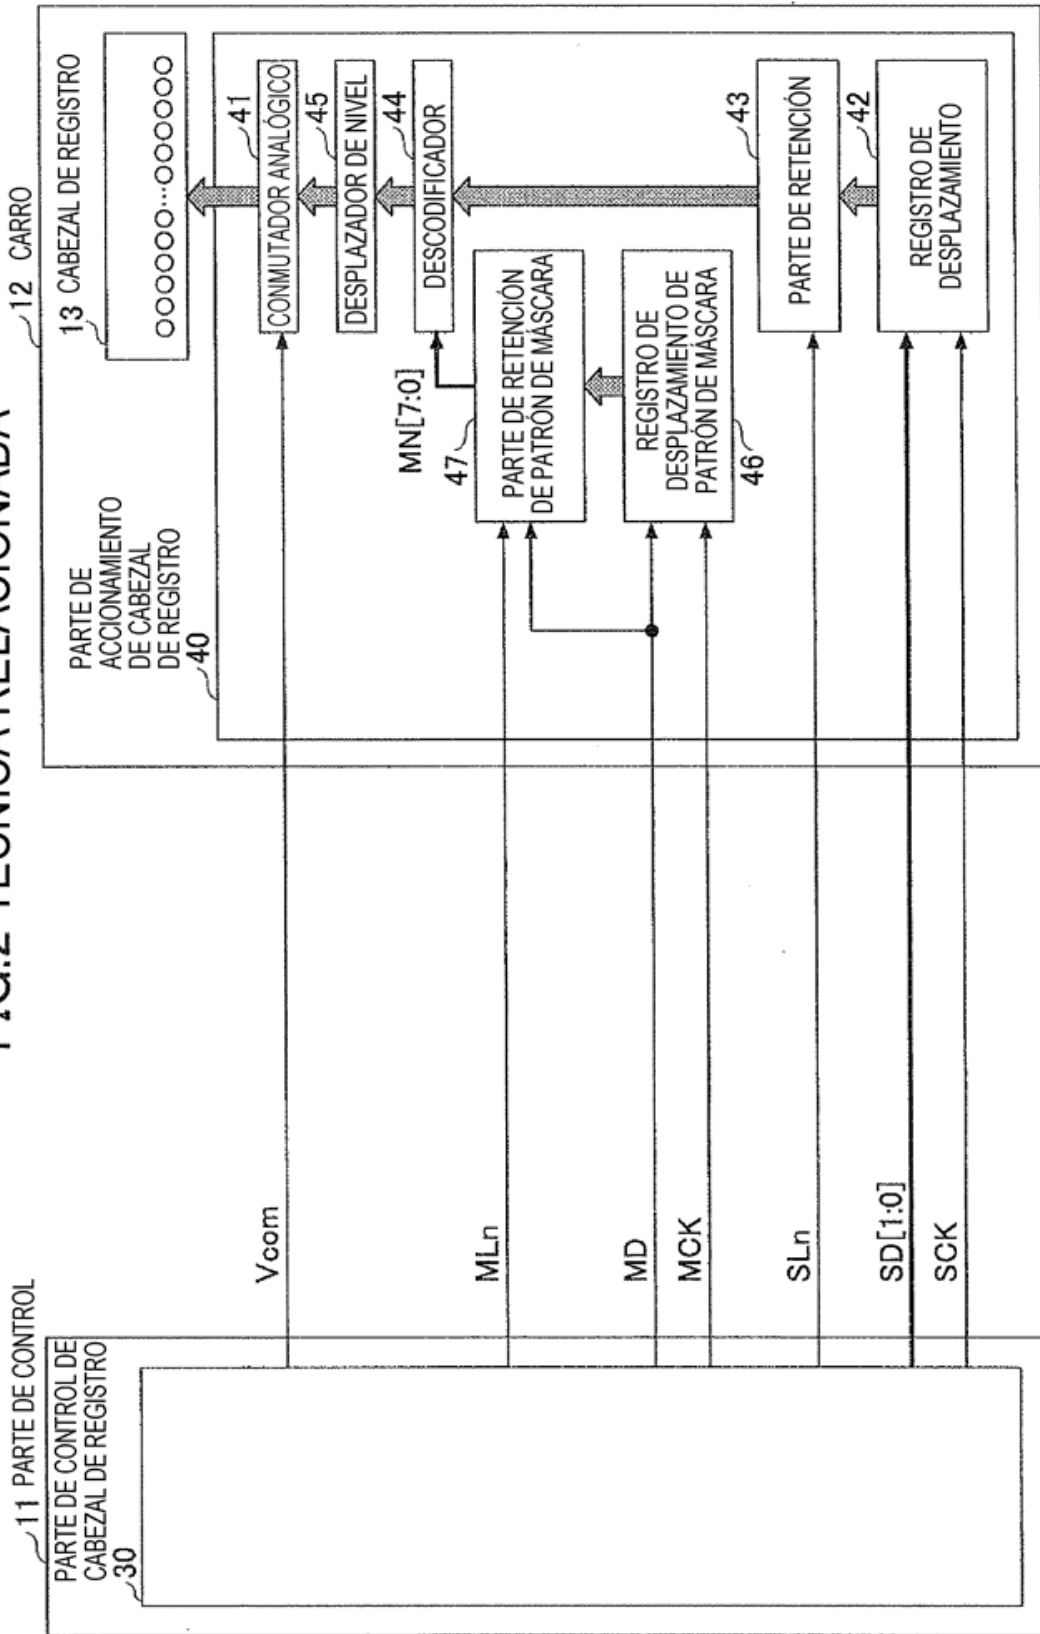 FIG.2 TÉCNICA RELACIONADA
11 PARTE DE CONTROL
PARTE DE CONTROL DE
CABEZAL DE REGISTRO
30
Vcom
MLn
MD
MCK
SLn
SD[1:0]
SCK
12 CARRO
PARTE DE
ACCIONAMIENTO
DE CABEZAL
DE REGISTRO
40
13 CABEZAL DE REGISTRO
41
CONMUTADOR ANALÓGICO
45
DESPLAZADOR DE NIVEL
44
DESCODIFICADOR
MN[7:0]
47
PARTE DE RETENCIÓN
DE PATRÓN DE MÁSCARA
REGISTRO DE
DESPLAZAMIENTO DE
PATRÓN DE MÁSCARA
46
43
PARTE DE RETENCIÓN
42
REGISTRO DE
DESPLAZAMIENTO